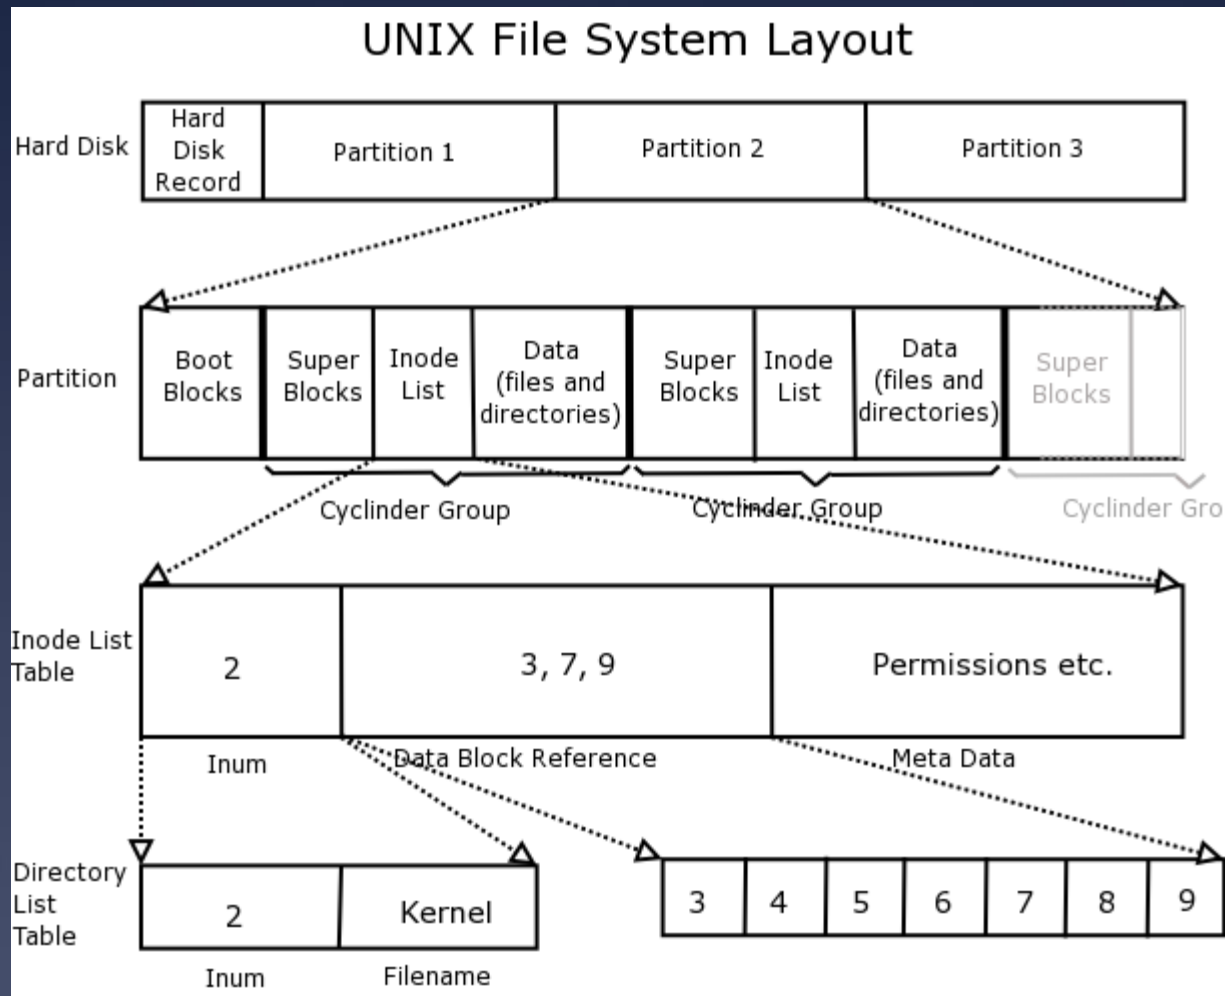 UNIX File System Layout
Hard Disk
Hard
Disk
Record
Partition 1
Partition 2
Partition 3
Partition
Boot
Blocks
Super
Blocks
Inode
List
Data
(files and
directories)
Super
Blocks
Inode
List
Data
(files and
directories)
Super
Blocks
Cyclinder Group
Cyclinder Group
Cyclinder Gro
Inode List
Table
2
3, 7, 9
Permissions etc.
Inum
Data Block Reference
Meta Data
Directory
List
Table
2
Kernel
3
4
5
6
7
8
9
Inum
Filename